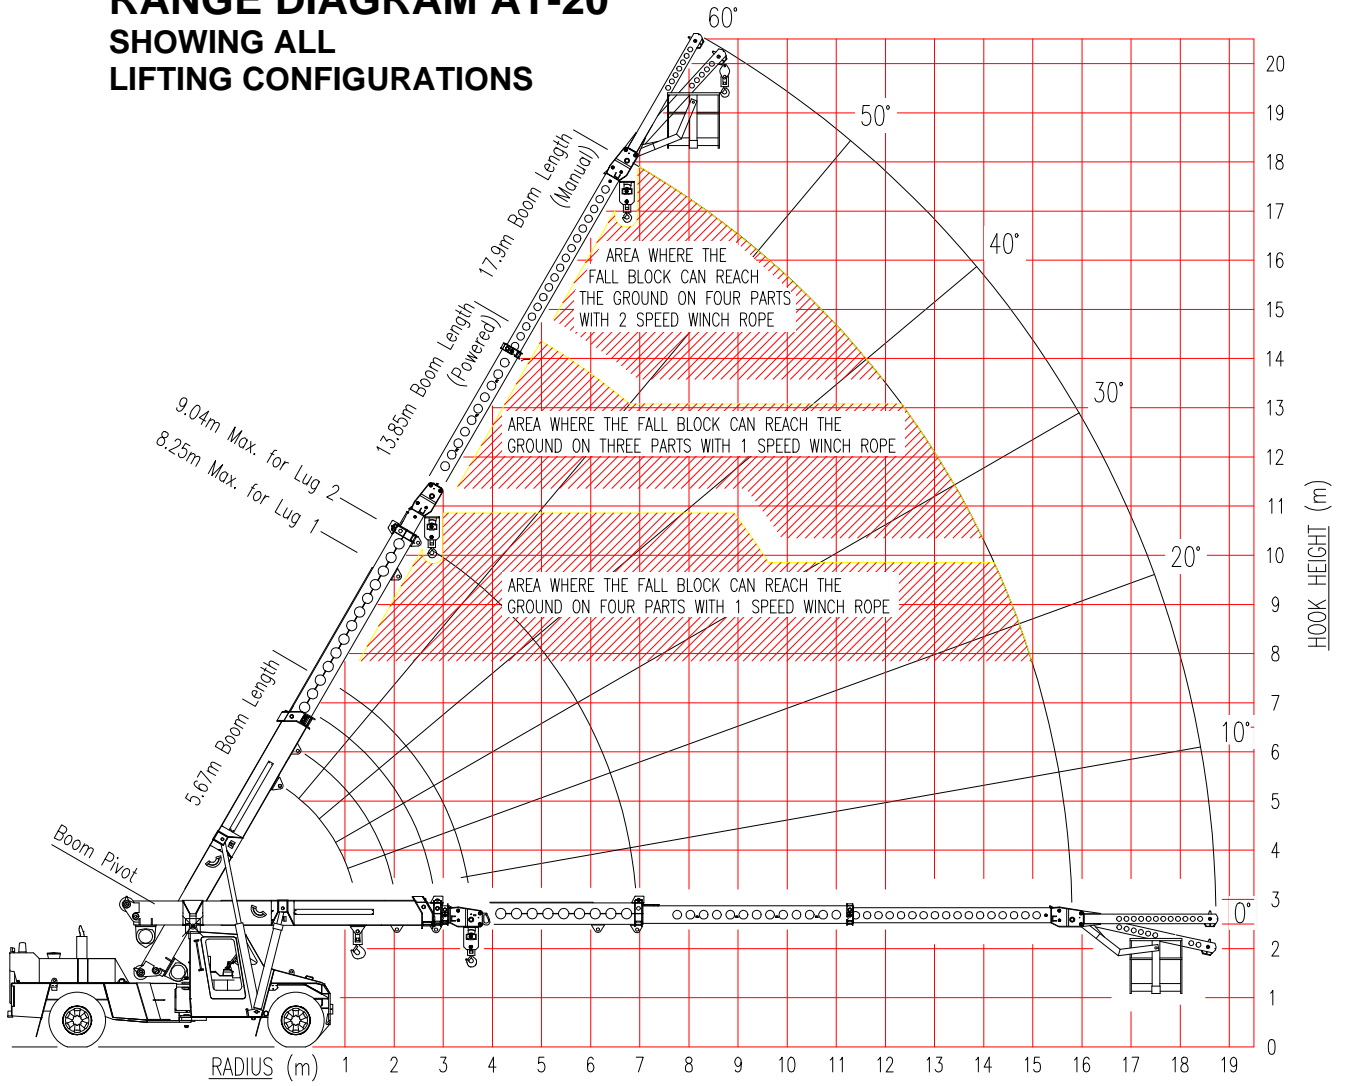 RANGE DIAGRAM AT-20
SHOWING ALL
LIFTING CONFIGURATIONS
60°
50°
40°
30°
20°
10°
0°
17.9m Boom Length
(Manual)
13.85m Boom Length
(Powered)
9.04m Max. for Lug 2
8.25m Max. for Lug 1
5.67m Boom Length
Boom Pivot
AREA WHERE THE
FALL BLOCK CAN REACH
THE GROUND ON FOUR PARTS
WITH 2 SPEED WINCH ROPE
AREA WHERE THE FALL BLOCK CAN REACH THE
GROUND ON THREE PARTS WITH 1 SPEED WINCH ROPE
AREA WHERE THE FALL BLOCK CAN REACH THE
GROUND ON FOUR PARTS WITH 1 SPEED WINCH ROPE
20
19
18
17
16
15
14
13
12
11
10
9
8
7
6
5
4
3
2
1
0
HOOK HEIGHT (m)
RADIUS (m)
1 2 3 4 5 6 7 8 9 10 11 12 13 14 15 16 17 18 19